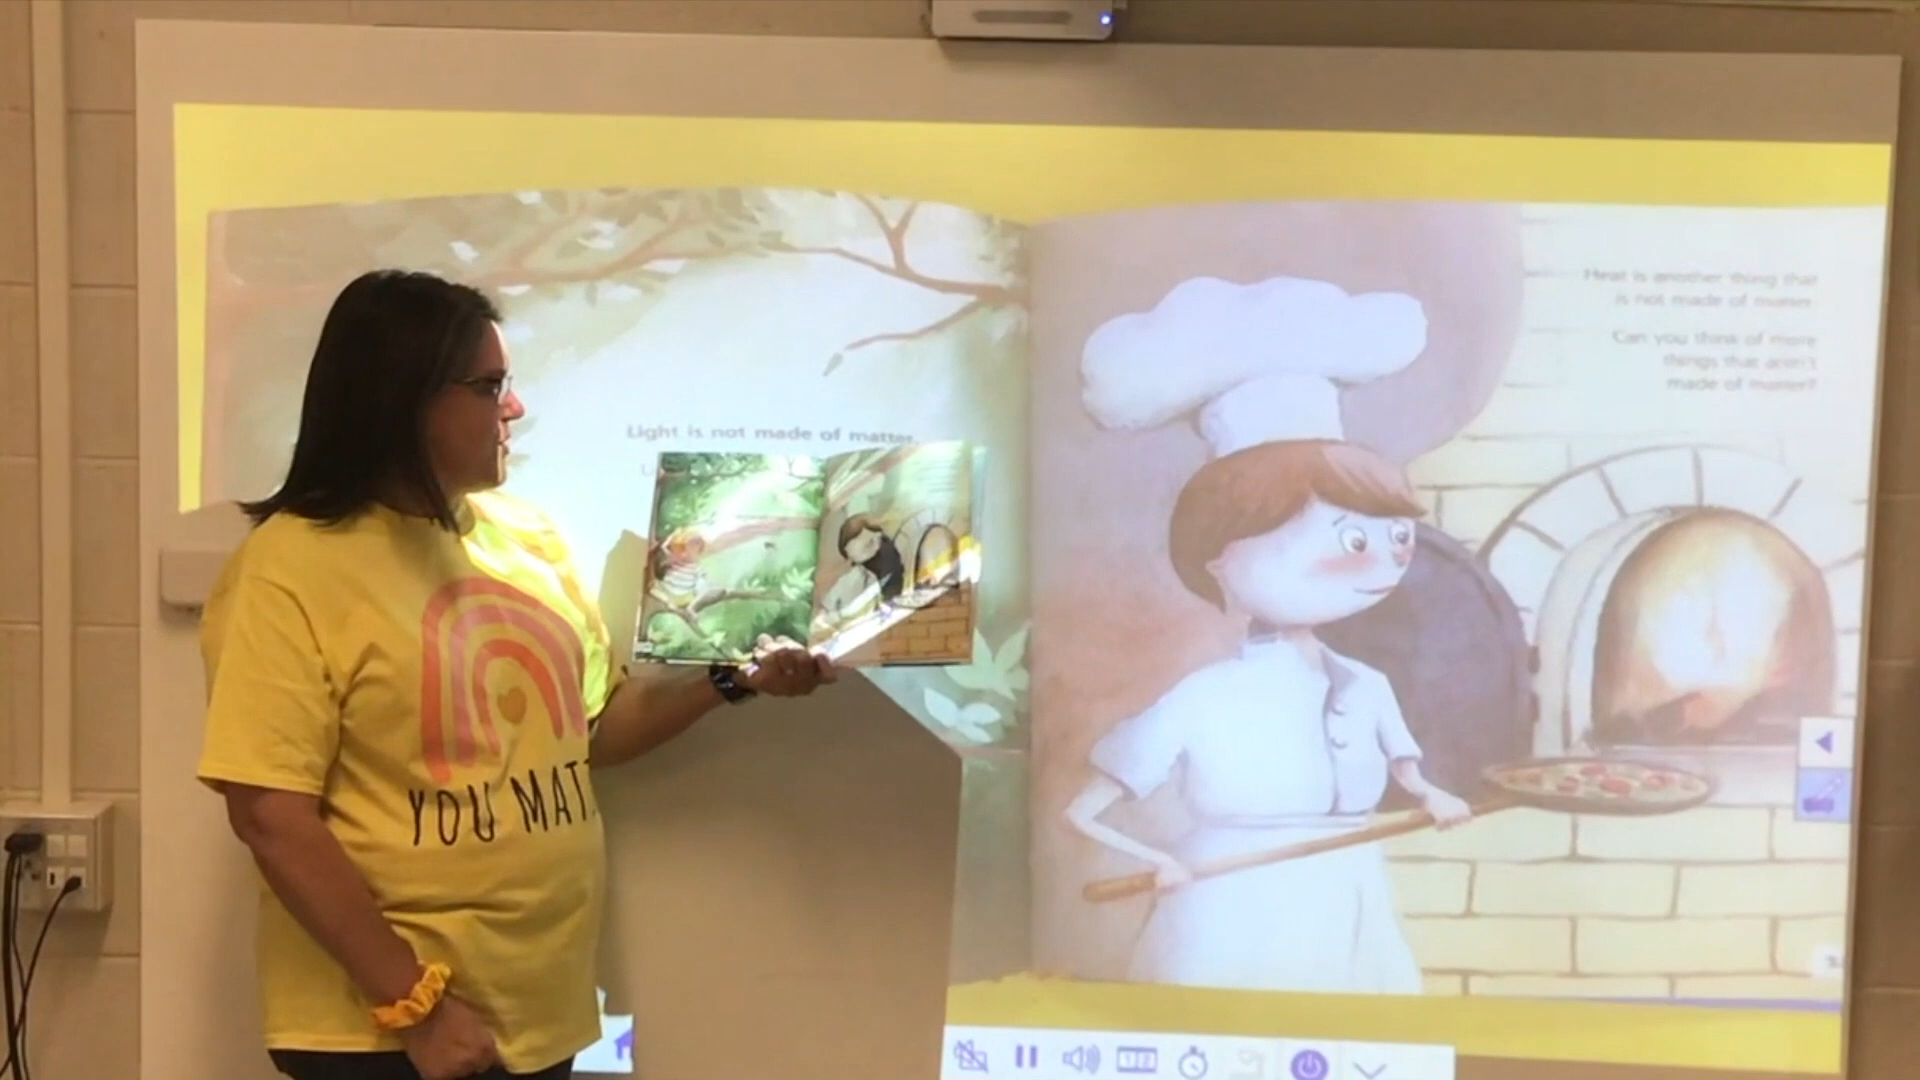 Light is not made of matter.
Heat is another thing that
is not made of matter.
Can you think of more
things that aren't
made of matter?
YOU MAT